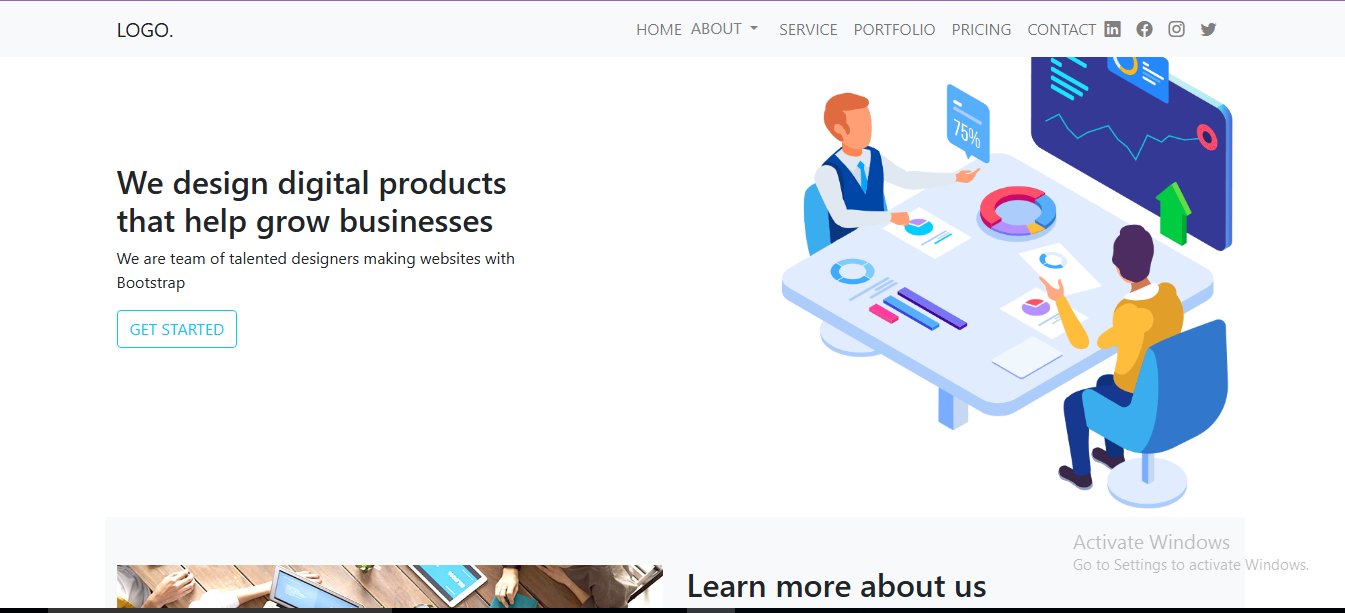 LOGO.
HOME ABOUT SERVICE PORTFOLIO PRICING CONTACT
75%
We design digital products
that help grow businesses
We are team of talented designers making websites with
Bootstrap
GET STARTED
Activate Windows
Go to Settings to activate Windows.
Learn more about us